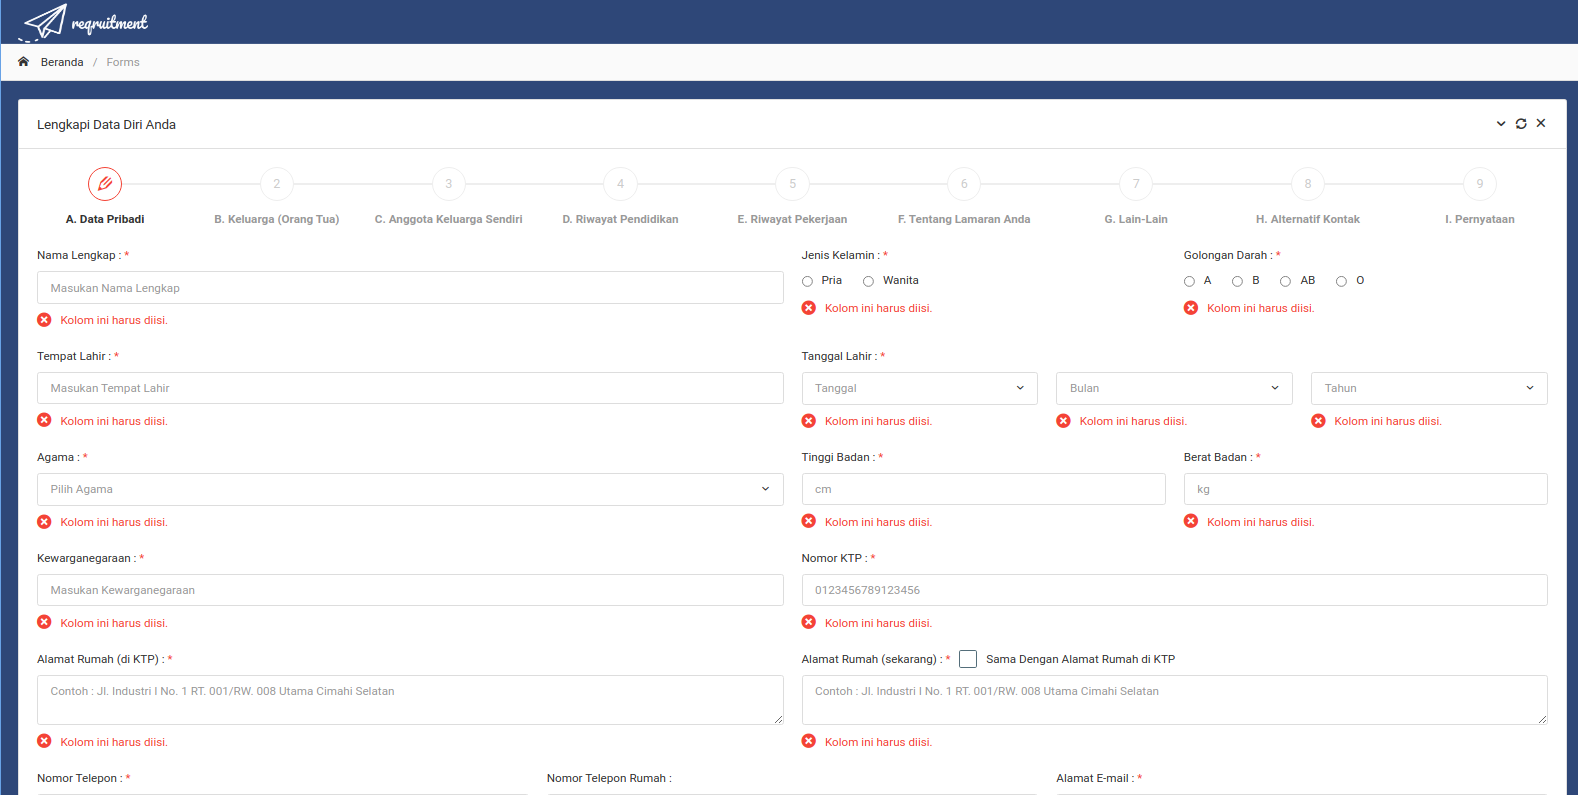 reqruitment
Beranda / Forms
Lengkapi Data Diri Anda
2 3 4 5 6 7 8 9
A. Data Pribadi B. Keluarga (Orang Tua) C. Anggota Keluarga Sendiri D. Riwayat Pendidikan E. Riwayat Pekerjaan F. Tentang Lamaran Anda G. Lain-Lain H. Alternatif Kontak I. Pernyataan
Nama Lengkap : * Jenis Kelamin : * Golongan Darah : *
Masukan Nama Lengkap Pria Wanita A B AB O
Kolom ini harus diisi. Kolom ini harus diisi. Kolom ini harus diisi.
Tempat Lahir : * Tanggal Lahir : *
Masukan Tempat Lahir Tanggal Bulan Tahun
Kolom ini harus diisi. Kolom ini harus diisi. Kolom ini harus diisi. Kolom ini harus diisi.
Agama : * Tinggi Badan : * Berat Badan : *
Pilih Agama cm kg
Kolom ini harus diisi. Kolom ini harus diisi. Kolom ini harus diisi.
Kewarganegaraan : * Nomor KTP : *
Masukan Kewarganegaraan 0123456789123456
Kolom ini harus diisi. Kolom ini harus diisi.
Alamat Rumah (di KTP) : * Alamat Rumah (sekarang) : * Sama Dengan Alamat Rumah di KTP
Contoh : Jl. Industri I No. 1 RT. 001/RW. 008 Utama Cimahi Selatan Contoh : Jl. Industri I No. 1 RT. 001/RW. 008 Utama Cimahi Selatan
Kolom ini harus diisi. Kolom ini harus diisi.
Nomor Telepon : * Nomor Telepon Rumah : Alamat E-mail : *